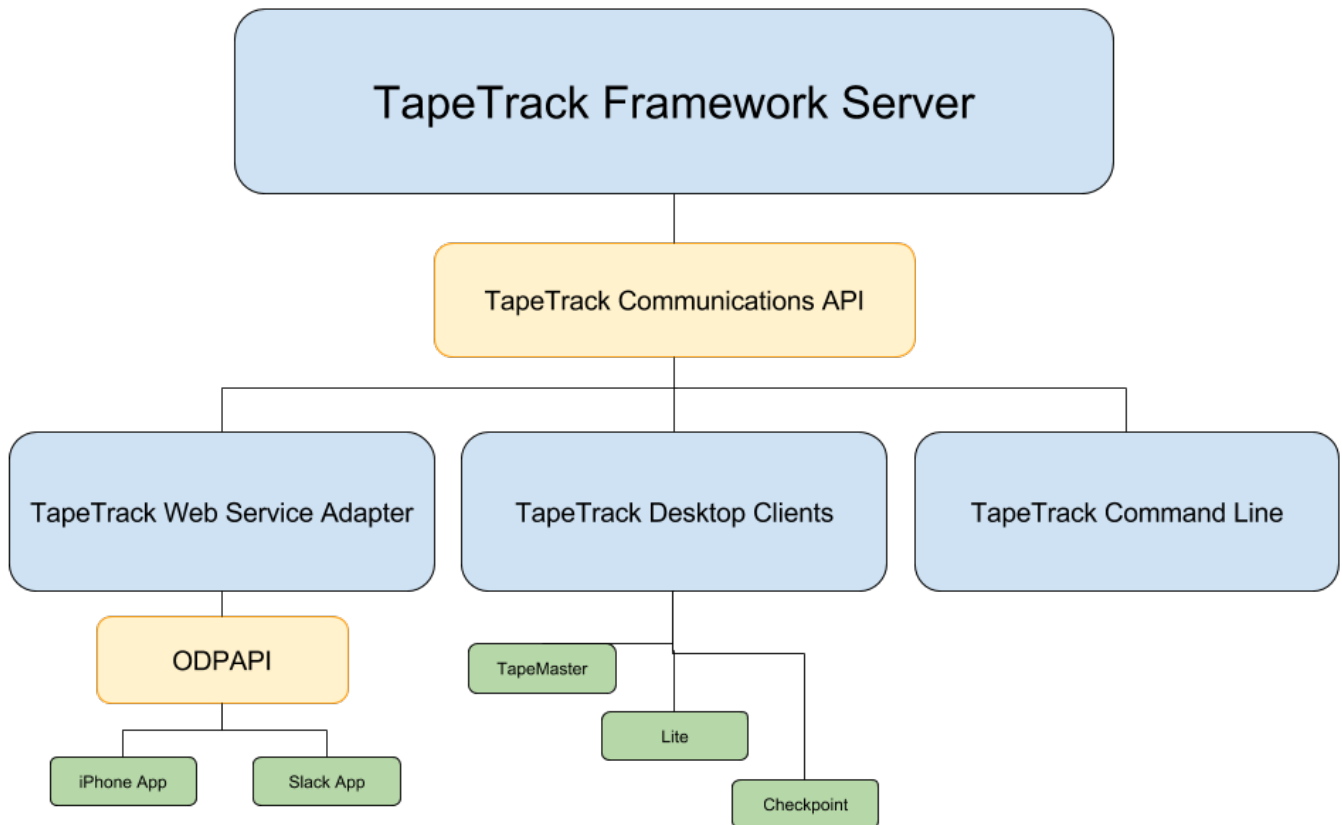 TapeTrack Framework Server
TapeTrack Communications API
TapeTrack Web Service Adapter
TapeTrack Desktop Clients
TapeTrack Command Line
ODPAPI
TapeMaster
Lite
iPhone App
Slack App
Checkpoint